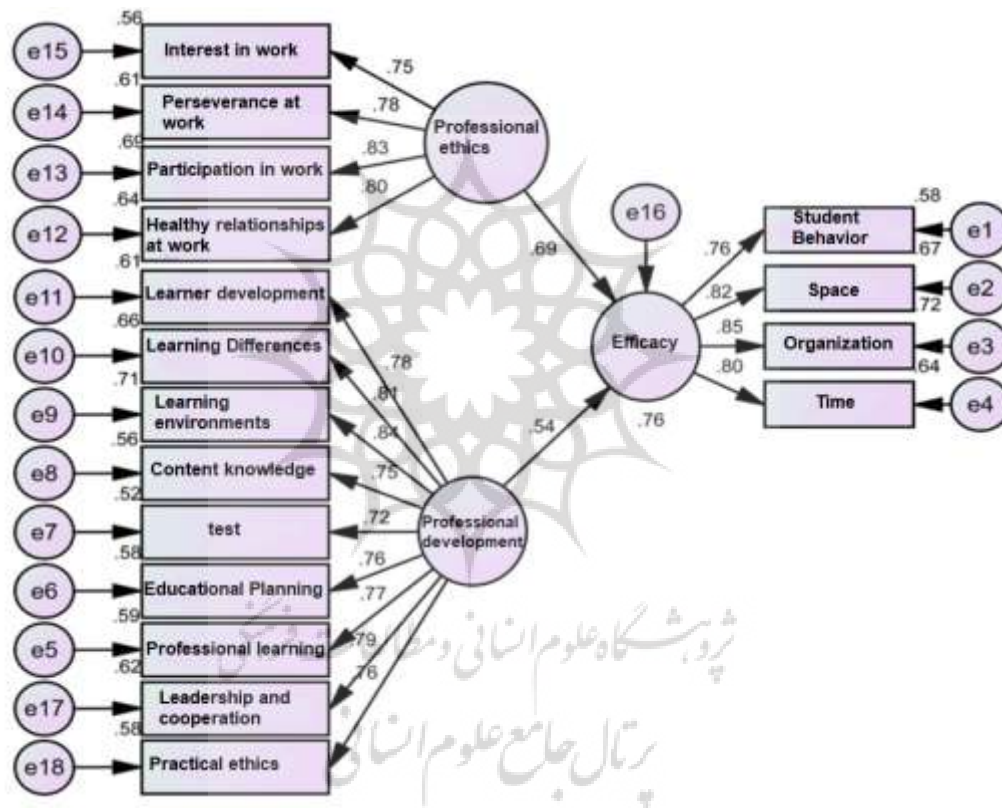 .56
e15
Interest in work
.61
e14
Perseverance at
work
.69
e13
Participation in work
.64
e12
Healthy relationships
at work
.61
e11
Learner development
.66
e10
Learning Differences
.71
e9
Learning
environments
.56
e8
Content knowledge
.52
e7
test
.58
e6
Educational Planning
.59
e5
Professional learning
.62
e17
Leadership and
cooperation
.58
e18
Practical ethics
.75
.78
.83
.80
Professional
ethics
.69
.78
.81
.84
.75
.72
.76
.77
.79
.76
Professional
development
.54
e16
Efficacy
.76
.76
.82
.85
.80
Student
Behavior
.58
e1
.67
Space
e2
.72
Organization
e3
.64
Time
e4
پژوهشگاه علوم انسانی و مطالعات فرهنگی
پرتال جامع علوم انسانی